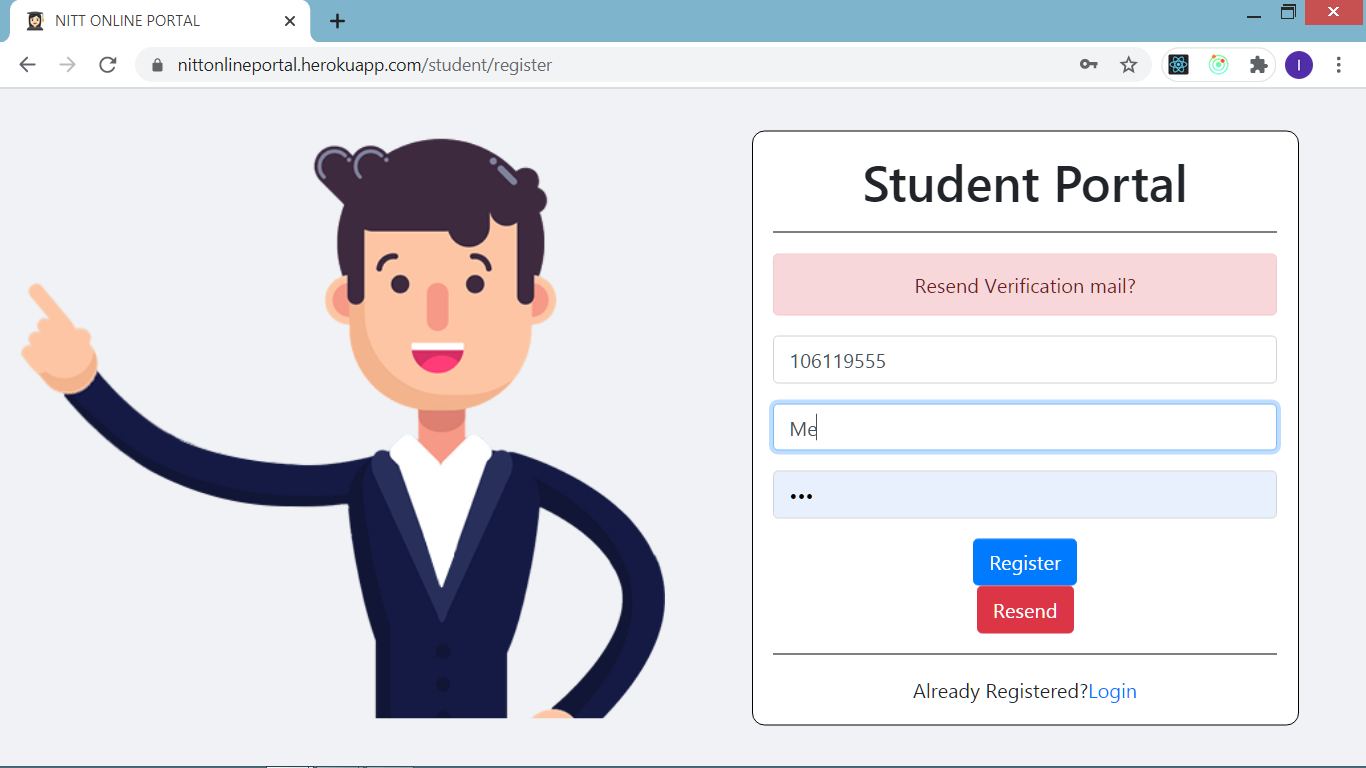 NITT ONLINE PORTAL
nittonlineportal.herokuapp.com/student/register
I
Student Portal
Resend Verification mail?
106119555
Me
•••
Register
Resend
Already Registered?Login